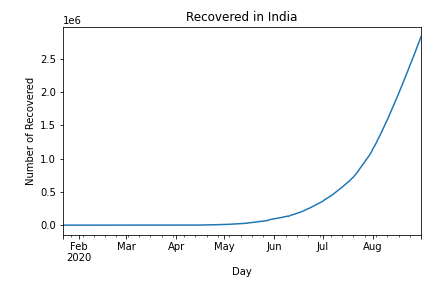 Recovered in India
1e6
2.5
2.0
1.5
1.0
0.5
0.0
Number of Recovered
Feb Mar Apr May Jun Jul Aug
2020
Day